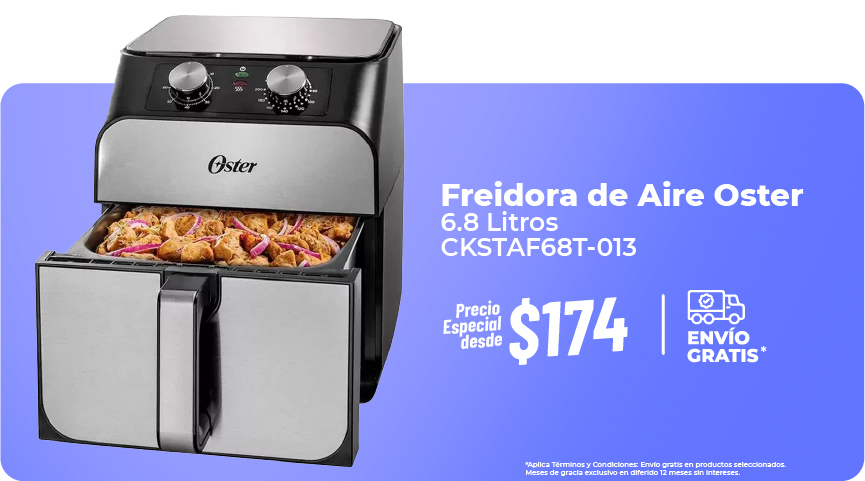 Oster
Freidora de Aire Oster
6.8 Litros
CKSTAF68T-013
Precio
Especial
desde
$174
ENVÍO
GRATIS*
*Aplica Términos y Condiciones: Envío gratis en productos seleccionados.
Meses de gracia exclusivo en diferido 12 meses sin intereses.